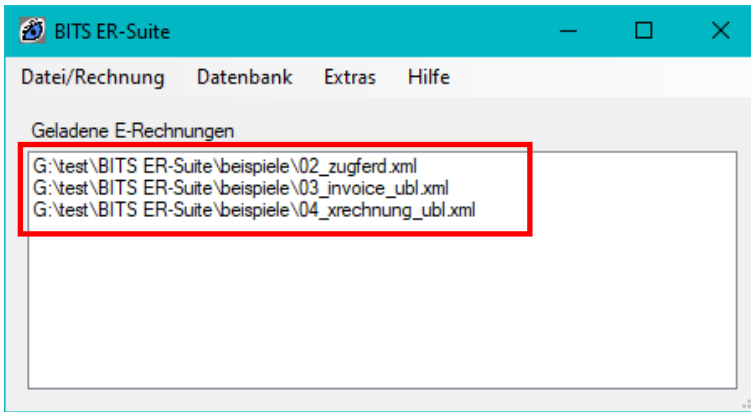 BITS ER-Suite
Datei/Rechnung Datenbank Extras Hilfe
Geladene E-Rechnungen
G:\test\BITS ER-Suite\beispiele\02_zugferd.xml
G:\test\BITS ER-Suite\beispiele\03_invoice_ubl.xml
G:\test\BITS ER-Suite\beispiele\04_xrechnung_ubl.xml